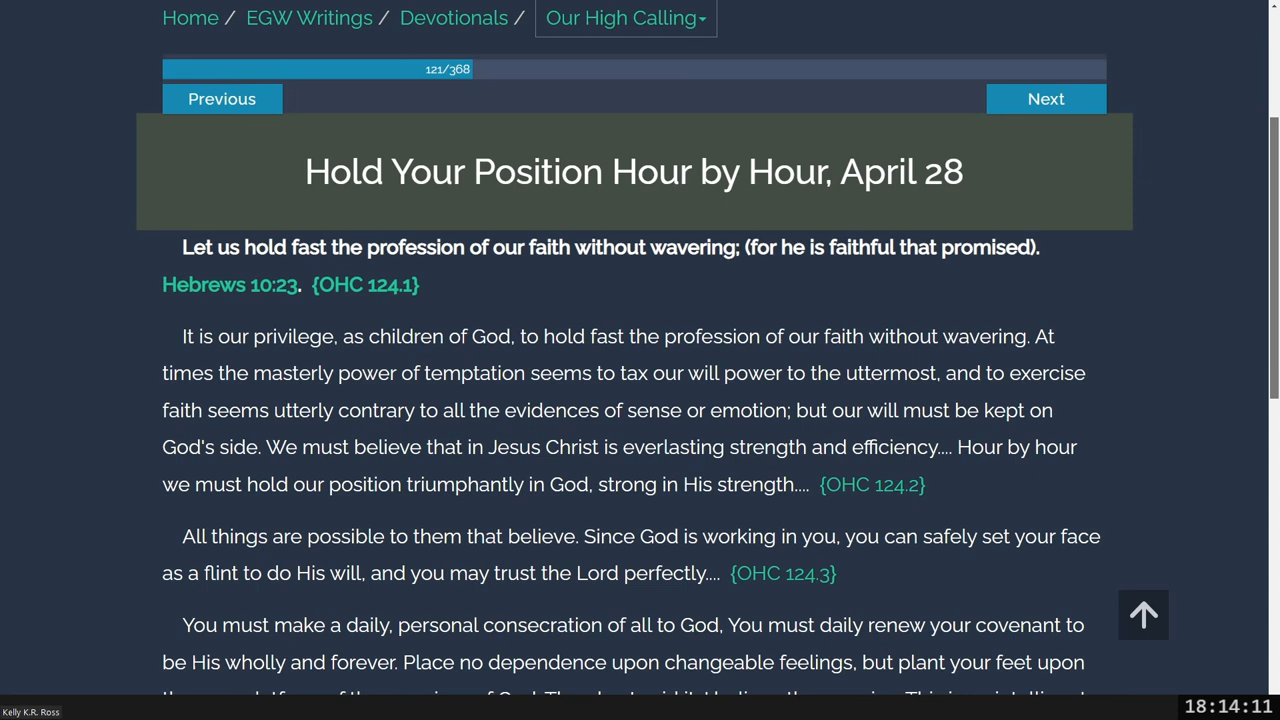 Home / EGW Writings / Devotionals / Our High Calling
121/368
Previous Next
Hold Your Position Hour by Hour, April 28
Let us hold fast the profession of our faith without wavering; (for he is faithful that promised).
Hebrews 10:23. {OHC 124.1}
It is our privilege, as children of God, to hold fast the profession of our faith without wavering. At
times the masterly power of temptation seems to tax our will power to the uttermost, and to exercise
faith seems utterly contrary to all the evidences of sense or emotion; but our will must be kept on
God's side. We must believe that in Jesus Christ is everlasting strength and efficiency.... Hour by hour
we must hold our position triumphantly in God, strong in His strength.... {OHC 124.2}
All things are possible to them that believe. Since God is working in you, you can safely set your face
as a flint to do His will, and you may trust the Lord perfectly.... {OHC 124.3}
You must make a daily, personal consecration of all to God, You must daily renew your covenant to
be His wholly and forever. Place no dependence upon changeable feelings, but plant your feet upon
Kelly K.R. Ross
18:14:11